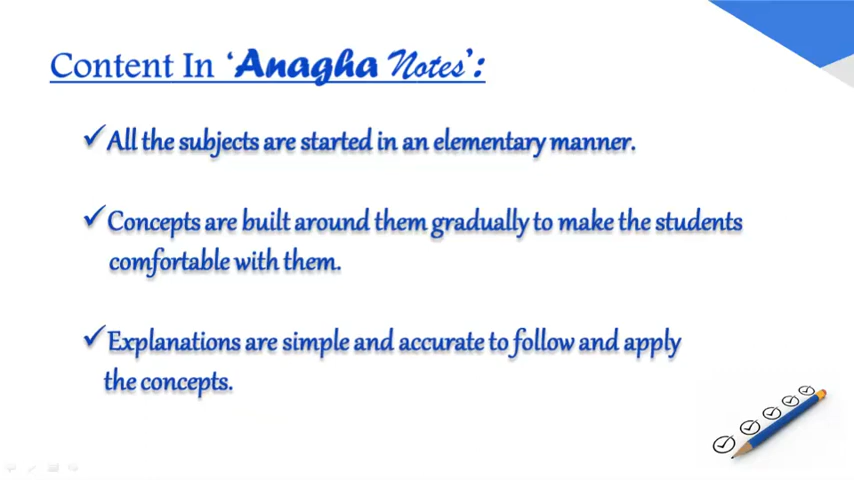 Content In ‘Anagha Notes’:
✓All the subjects are started in an elementary manner.
✓Concepts are built around them gradually to make the students
comfortable with them.
✓Explanations are simple and accurate to follow and apply
the concepts.